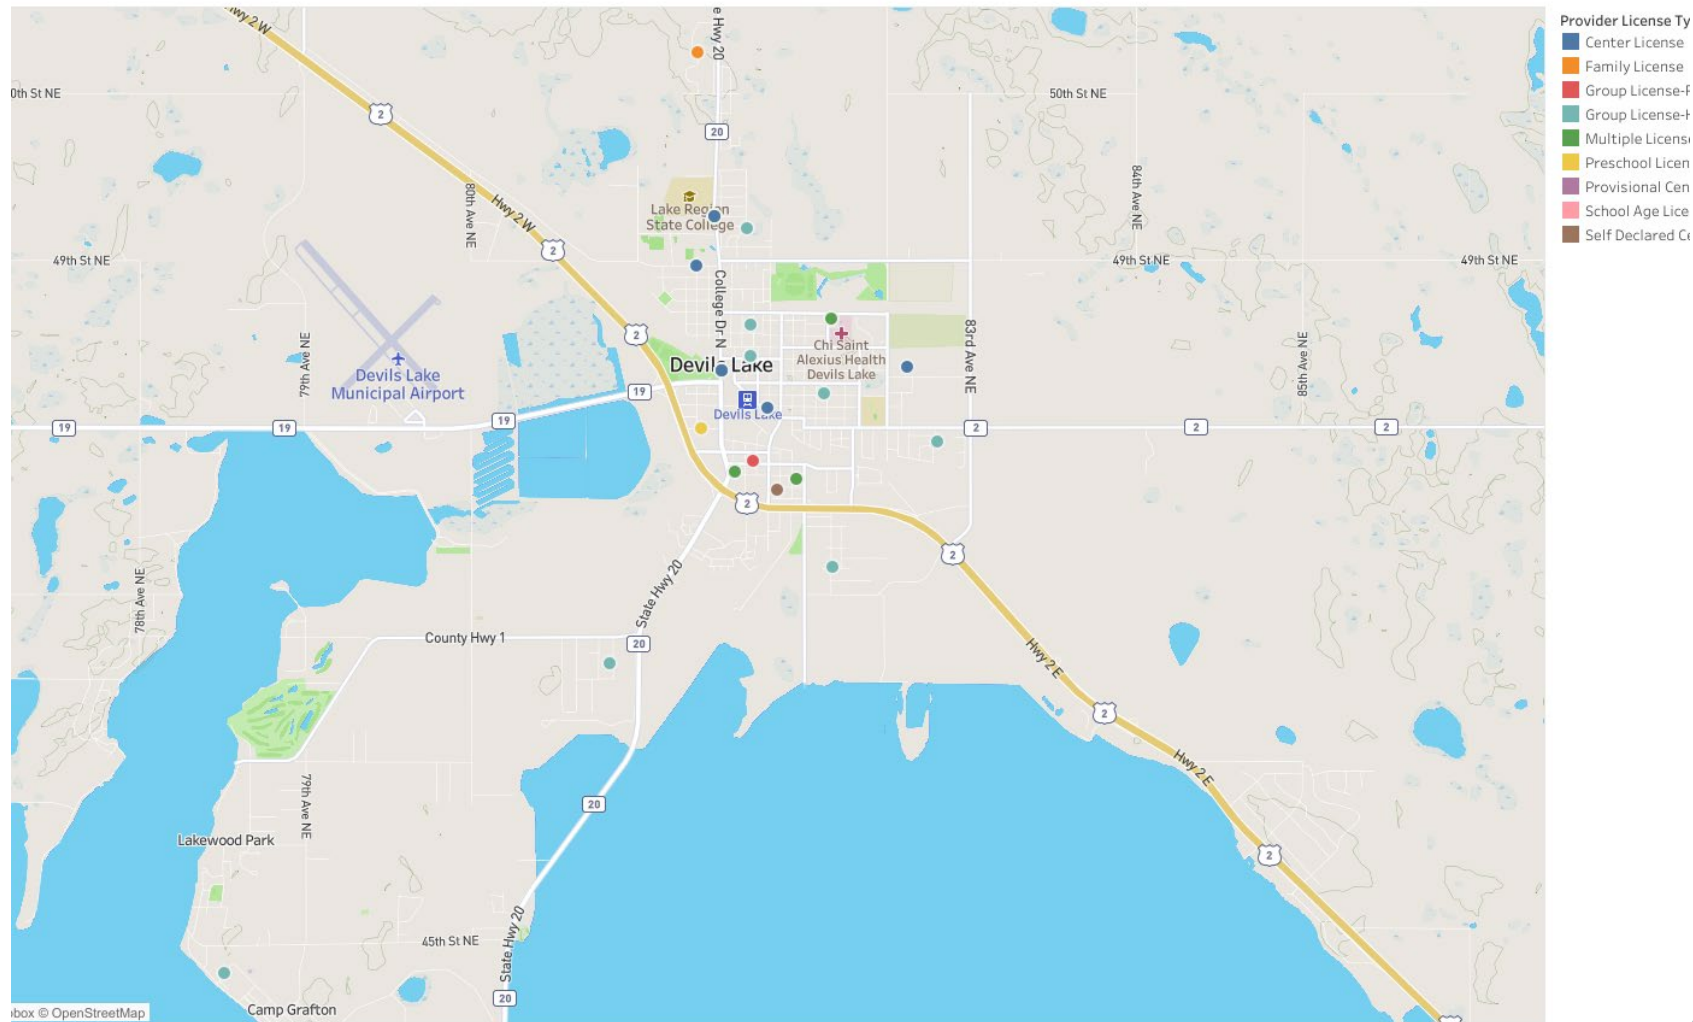 Hwy 2 W
e Hwy 20
Provider License Ty
Center License
Family License
Group License-
Group License-H
Multiple License
Preschool Licen
Provisional Cen
School Age Lice
Self Declared Ce
0th St NE
50th St NE
2
20
80th Ave NE
84th Ave NE
Hwy 2 W
Lake Region
State College
2
49th St NE
49th St NE
49th St NE
College Dr N
2
79th Ave NE
83rd Ave NE
85th Ave NE
Chi Saint
Alexius Health
Devils Lake
Devils Lake
Devils Lake
Municipal Airport
19
Devils Lake
19
19
19
2
2
2
2
2
State Hwy 20
78th Ave NE
County Hwy 1
20
Hwy 2 E
2
Hwy 2 E
79th Ave NE
20
Lakewood Park
2
State Hwy 20
45th St NE
20
Camp Grafton
box © OpenStreetMap